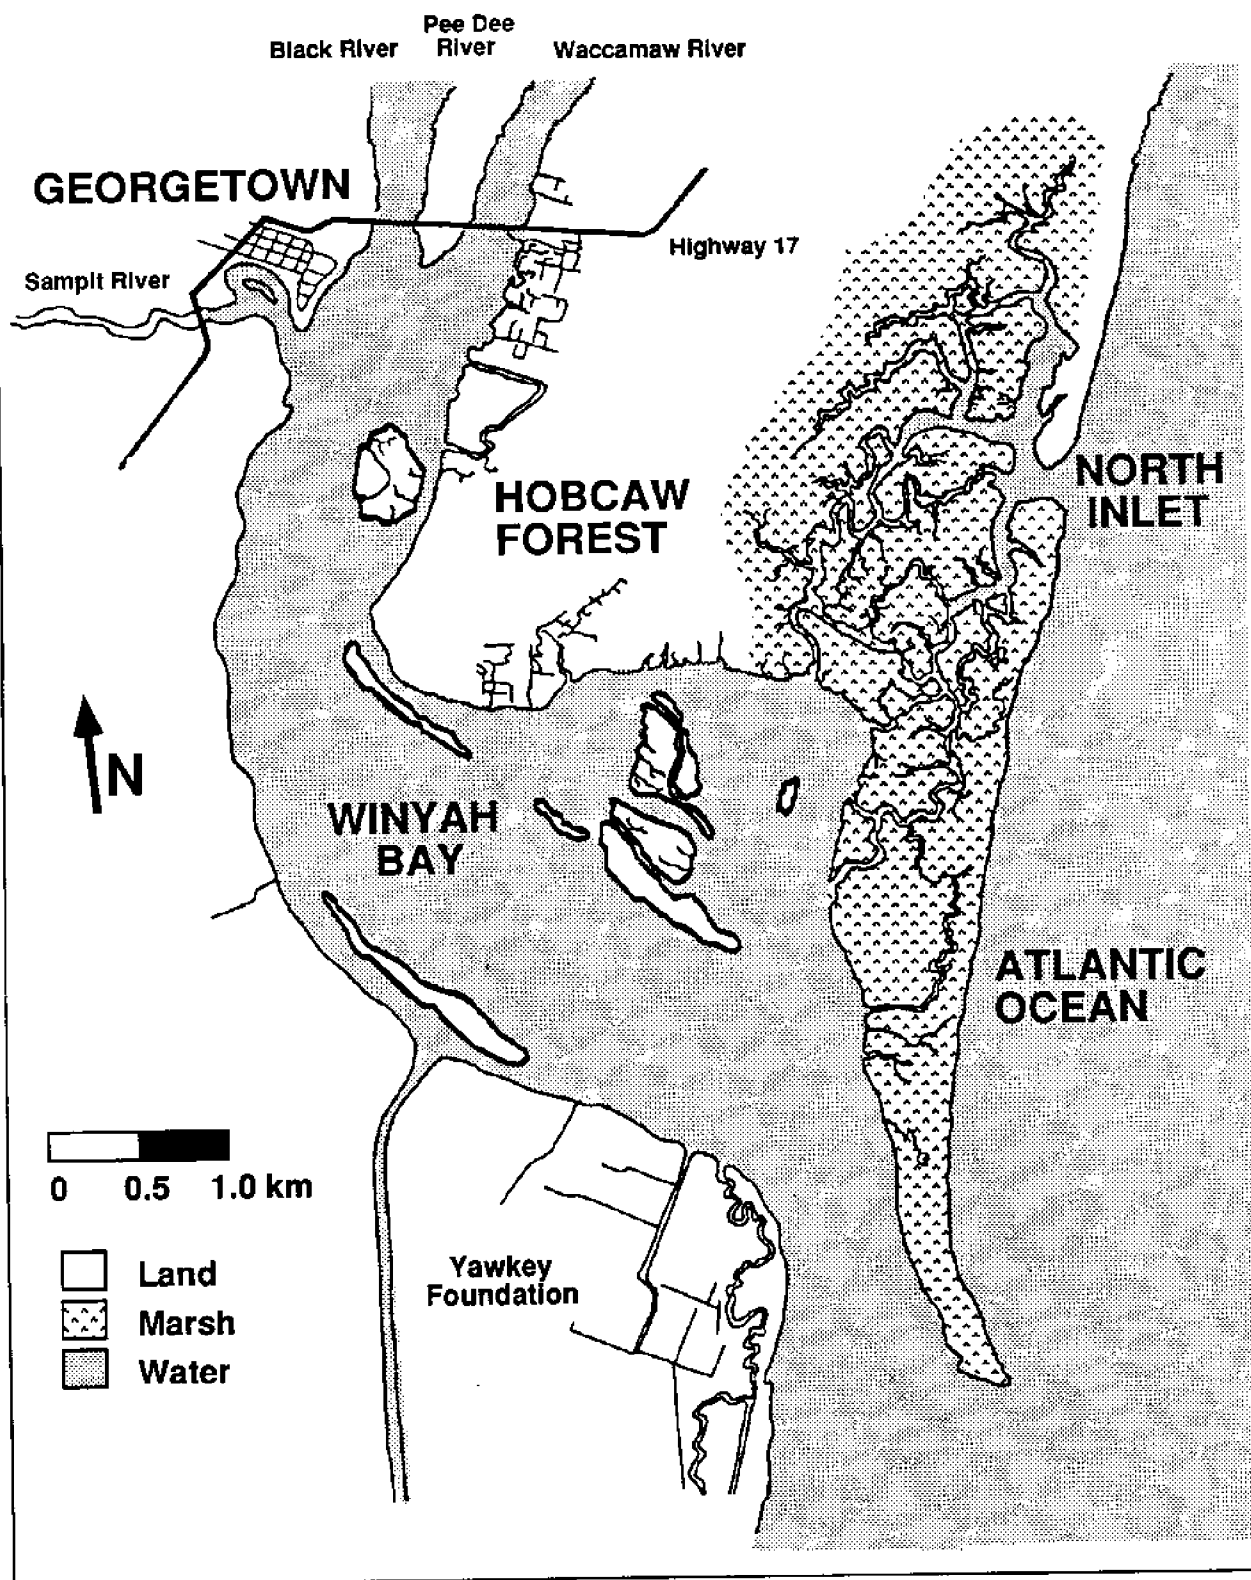 Pee Dee
River
Black River
Waccamaw River
GEORGETOWN
Highway 17
Sampit River
NORTH
INLET
HOBCAW
FOREST
N
WINYAH
BAY
ATLANTIC
OCEAN
0 0.5 1.0 km
Land
Marsh
Water
Yawkey
Foundation